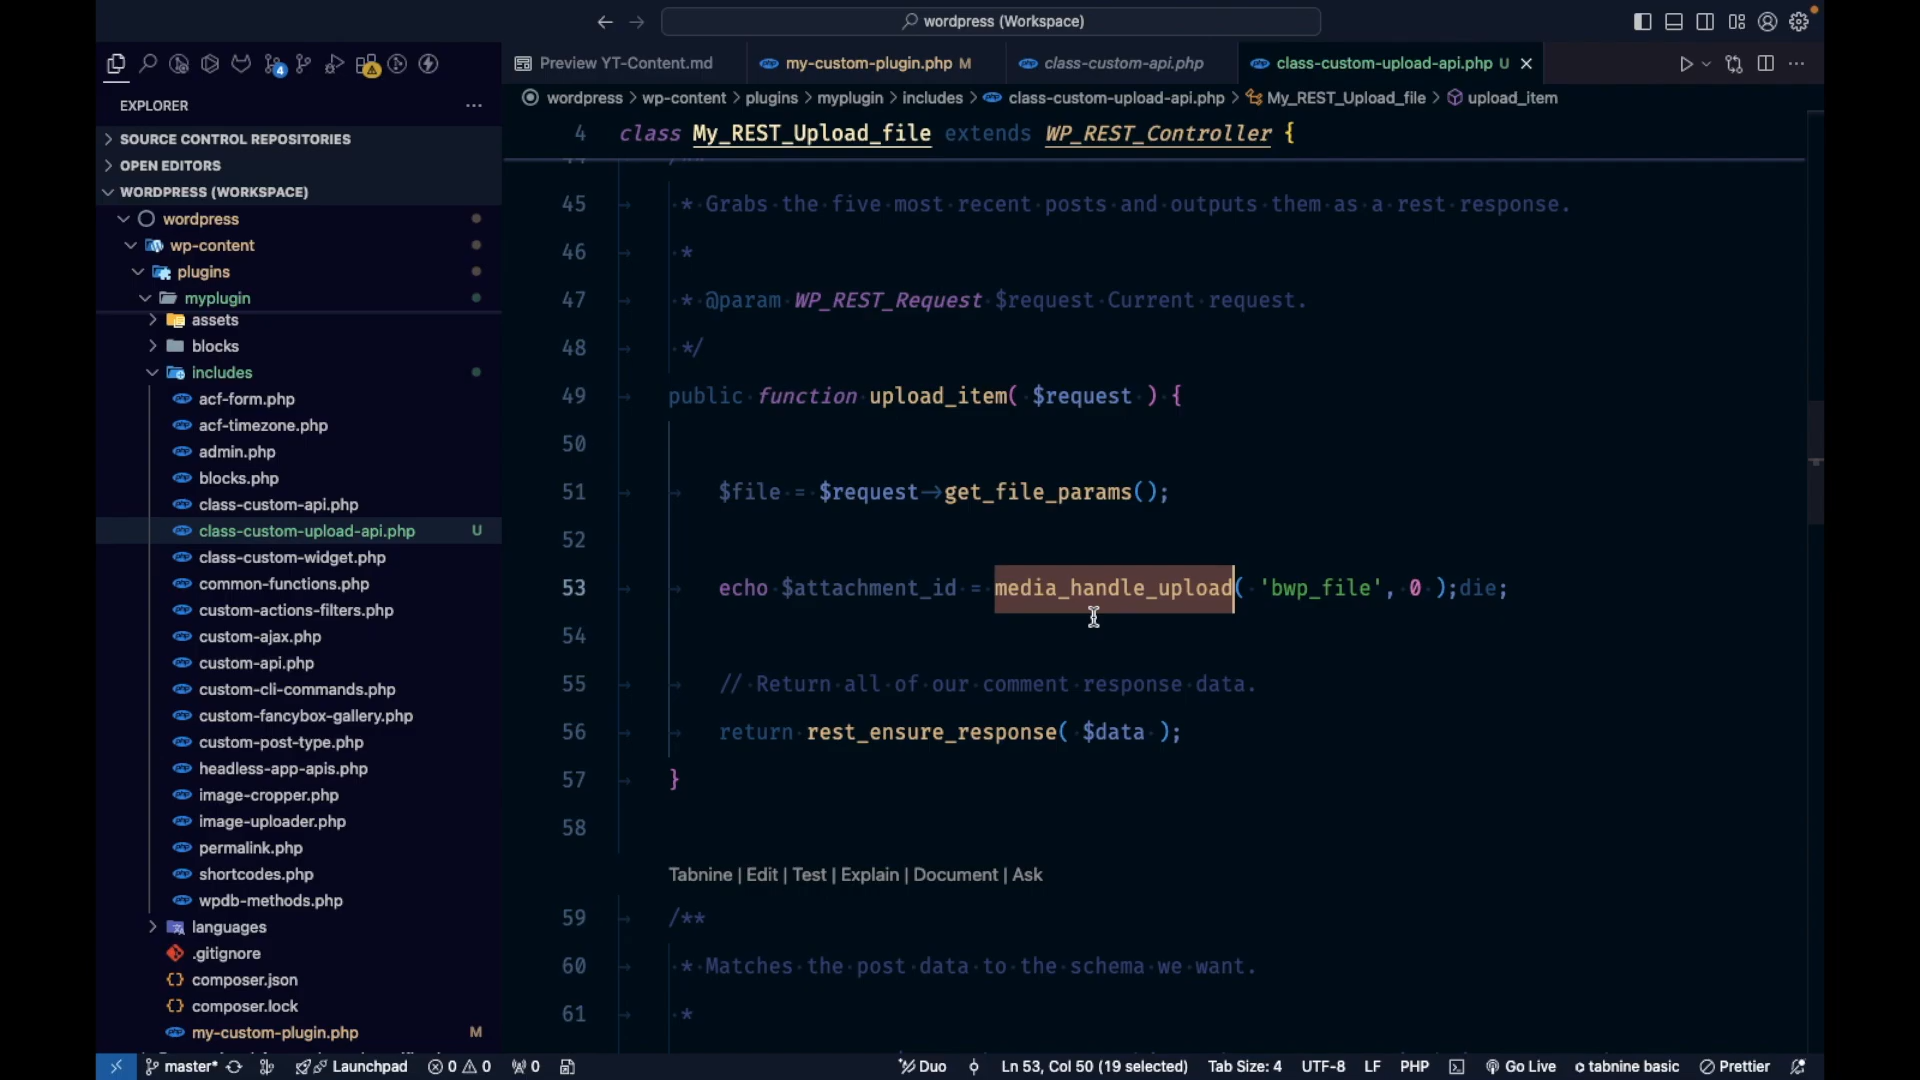 wordpress (Workspace)
Preview YT-Content.md
my-custom-plugin.php M
class-custom-api.php
class-custom-upload-api.php U
wordpress > wp-content > plugins > myplugin > includes > class-custom-upload-api.php > My_REST_Upload_file > upload_item
EXPLORER
SOURCE CONTROL REPOSITORIES
OPEN EDITORS
WORDPRESS (WORKSPACE)
wordpress
wp-content
plugins
myplugin
assets
blocks
includes
acf-form.php
acf-timezone.php
admin.php
blocks.php
class-custom-api.php
class-custom-upload-api.php U
class-custom-widget.php
common-functions.php
custom-actions-filters.php
custom-ajax.php
custom-api.php
custom-cli-commands.php
custom-fancybox-gallery.php
custom-post-type.php
headless-app-apis.php
image-cropper.php
image-uploader.php
permalink.php
shortcodes.php
wpdb-methods.php
languages
.gitignore
composer.json
composer.lock
my-custom-plugin.php M
4 class My_REST_Upload_file extends WP_REST_Controller {
45 * Grabs the five most recent posts and outputs them as a rest response.
46 *
47 * @param WP_REST_Request $request Current request.
48 */
49 public function upload_item( $request ) {
50
51 $file = $request->get_file_params();
52
53 echo $attachment_id = media_handle_upload( 'bwp_file', 0 );die;
54
55 // Return all of our comment response data.
56 return rest_ensure_response( $data );
57 }
58
Tabnine | Edit | Test | Explain | Document | Ask
59 /**
60 * Matches the post data to the schema we want.
61 *
master* Launchpad 0 0 0 Duo Ln 53, Col 50 (19 selected) Tab Size: 4 UTF-8 LF PHP Go Live tabnine basic Prettier